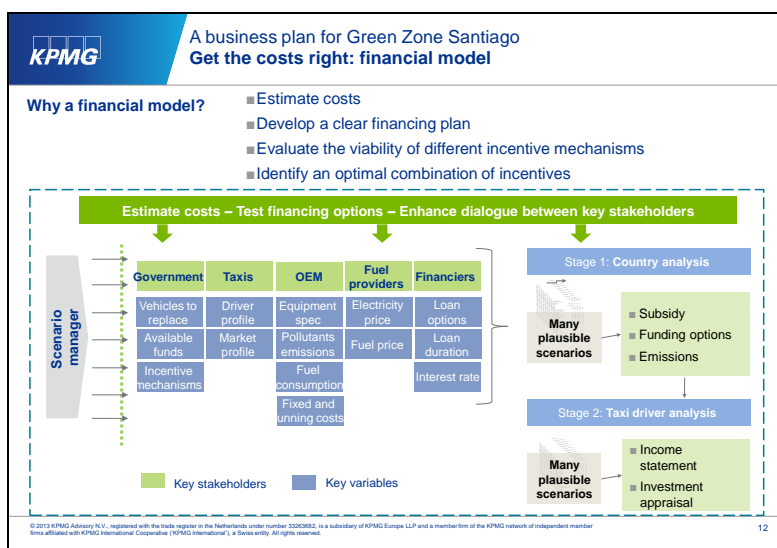 KPMG
A business plan for Green Zone Santiago
Get the costs right: financial model
Why a financial model?
■ Estimate costs
■ Develop a clear financing plan
■ Evaluate the viability of different incentive mechanisms
■ Identify an optimal combination of incentives
Estimate costs – Test financing options – Enhance dialogue between key stakeholders
Scenario
manager
Government
Vehicles to
replace
Available
funds
Incentive
mechanisms
Taxis
Driver
profile
Market
profile
OEM
Equipment
spec
Pollutants
emissions
Fuel
consumption
Fixed and
unning costs
Fuel
providers
Electricity
price
Fuel price
Financiers
Loan
options
Loan
duration
Interest rate
Key stakeholders
Key variables
Stage 1: Country analysis
Many
plausible
scenarios
■ Subsidy
■ Funding options
■ Emissions
Stage 2: Taxi driver analysis
Many
plausible
scenarios
■ Income
statement
■ Investment
appraisal
© 2013 KPMG Advisory N.V., registered with the trade register in the Netherlands under number 33263682, is a subsidiary of KPMG Europe LLP and a member firm of the KPMG network of independent member
firms affiliated with KPMG International Cooperative ('KPMG International'), a Swiss entity. All rights reserved.
12